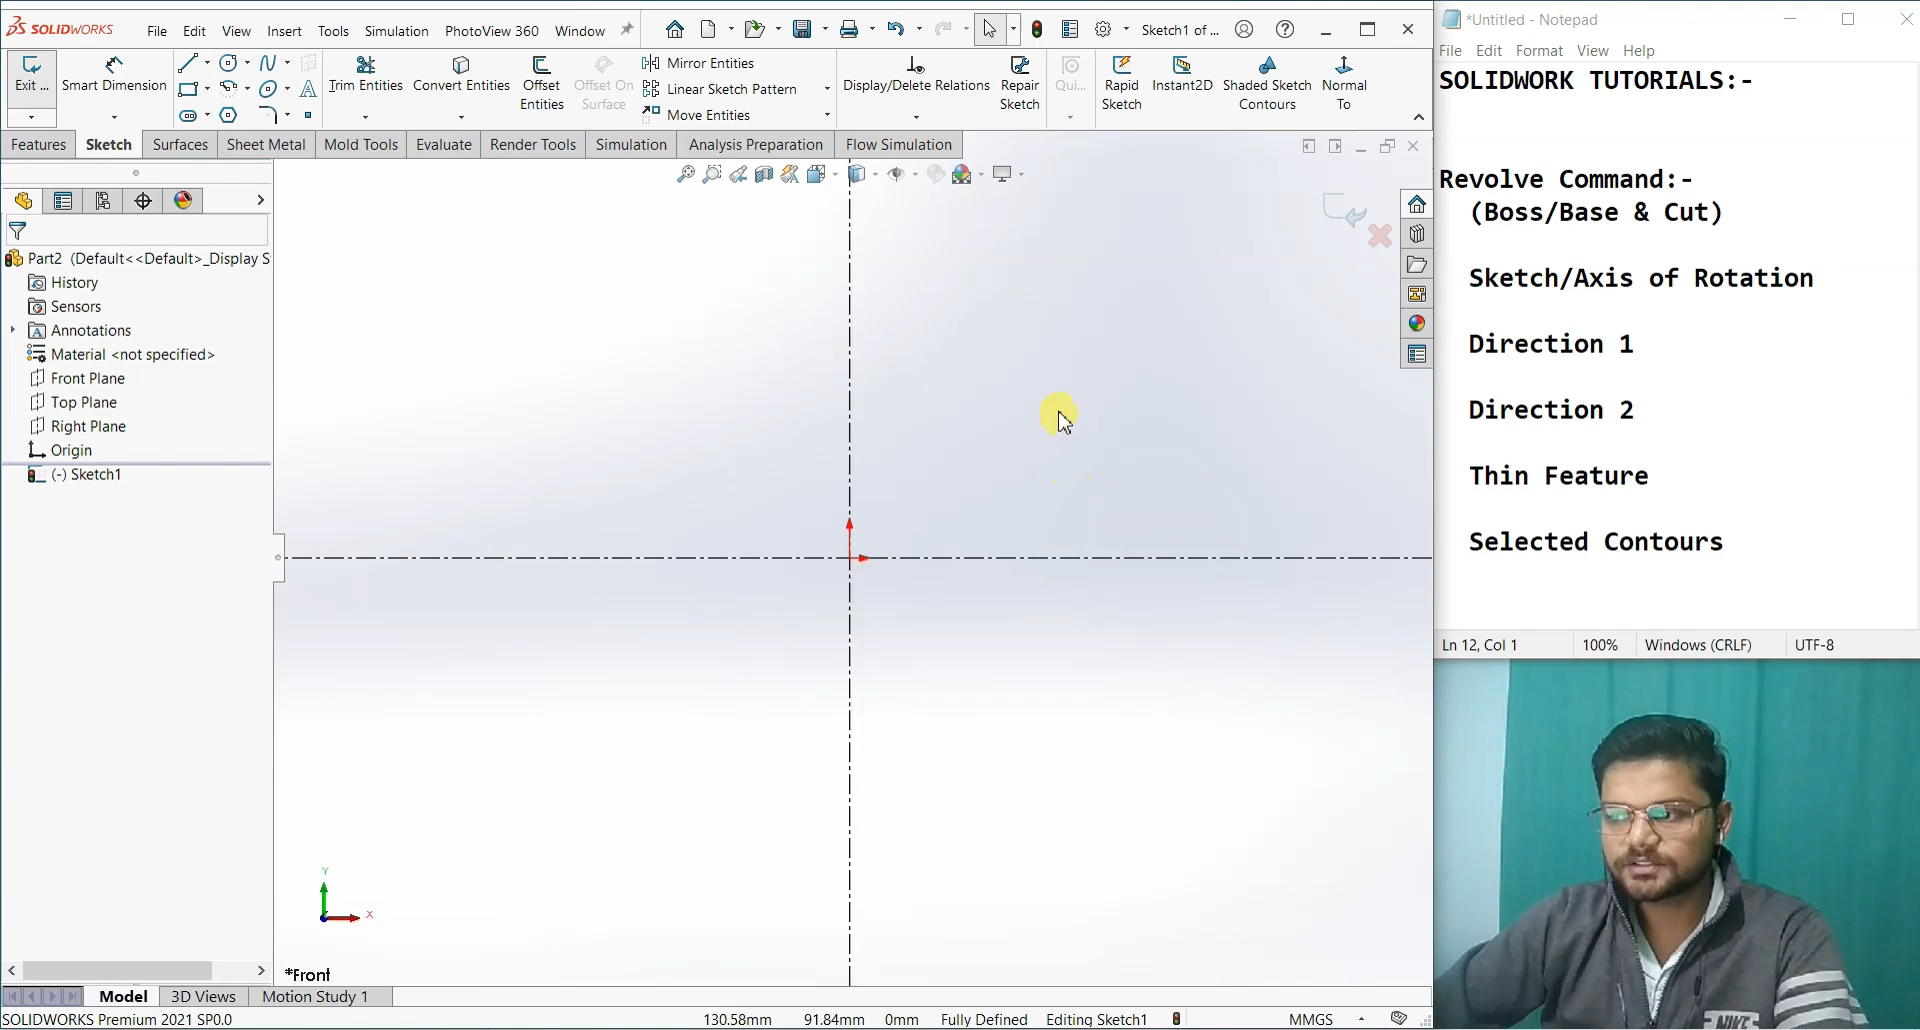 SOLIDWORKS File Edit View Insert Tools Simulation PhotoView 360 Window Sketch1 of ...
*Untitled - Notepad
File Edit Format View Help
Exit ... Smart Dimension Trim Entities Convert Entities Offset Entities Offset On Surface Mirror Entities
Linear Sketch Pattern
Move Entities
Display/Delete Relations Repair Sketch Qui... Rapid Sketch Instant2D Shaded Sketch Contours Normal To
Features Sketch Surfaces Sheet Metal Mold Tools Evaluate Render Tools Simulation Analysis Preparation Flow Simulation
Part2 (Default<<Default>_Display S
History
Sensors
Annotations
Material <not specified>
Front Plane
Top Plane
Right Plane
Origin
(-) Sketch1
Y
X
*Front
Model 3D Views Motion Study 1
SOLIDWORKS Premium 2021 SP0.0 130.58mm 91.84mm 0mm Fully Defined Editing Sketch1 MMGS
SOLIDWORK TUTORIALS:-
Revolve Command:-
(Boss/Base & Cut)
Sketch/Axis of Rotation
Direction 1
Direction 2
Thin Feature
Selected Contours
Ln 12, Col 1 100% Windows (CRLF) UTF-8
NIKE